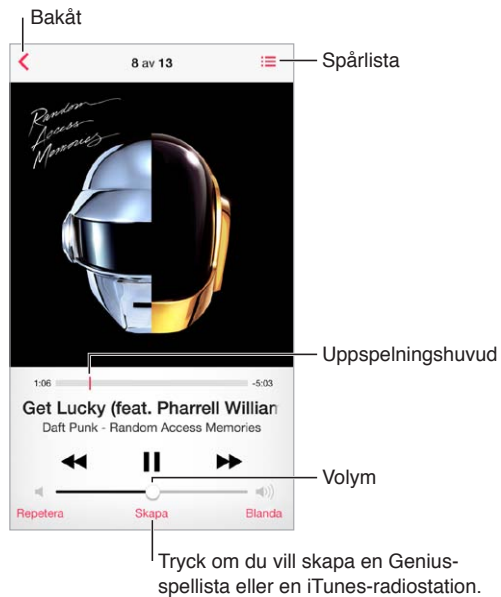 Bakåt
8 av 13
Spårlista
Random
Access
Memories
Uppspelningshuvud
1:06
-5:03
Get Lucky (feat. Pharrell Willian
Daft Punk - Random Access Memories
Volym
Repetera
Skapa
Blanda
Tryck om du vill skapa en Genius-
spellista eller en iTunes-radiostation.